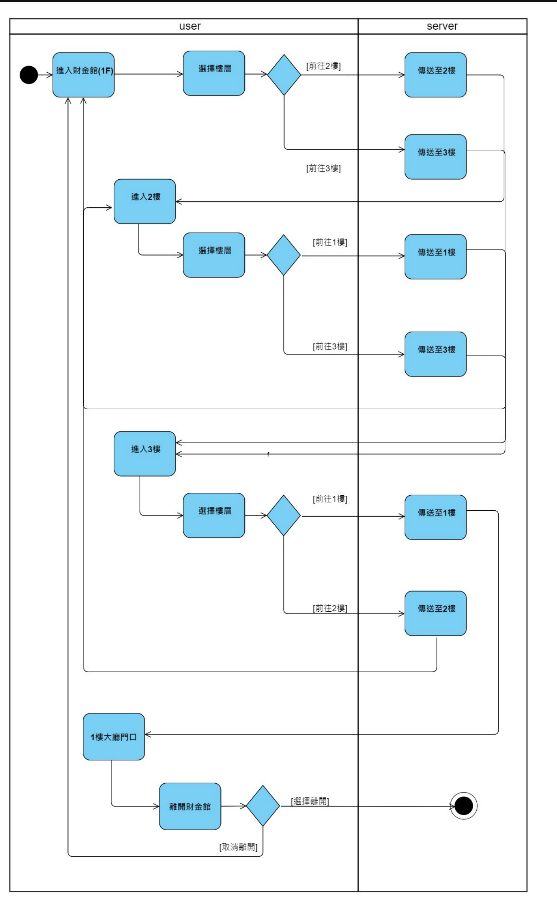 user
server
進入財金館(1F)
選擇樓層
[前往2樓]
傳送至2樓
傳送至3樓
[前往3樓]
進入2樓
選擇樓層
[前往1樓]
傳送至1樓
[前往3樓]
傳送至3樓
進入3樓
選擇樓層
[前往1樓]
傳送至1樓
[前往2樓]
傳送至2樓
1樓大廳門口
離開財金館
[選擇離開]
[取消離開]